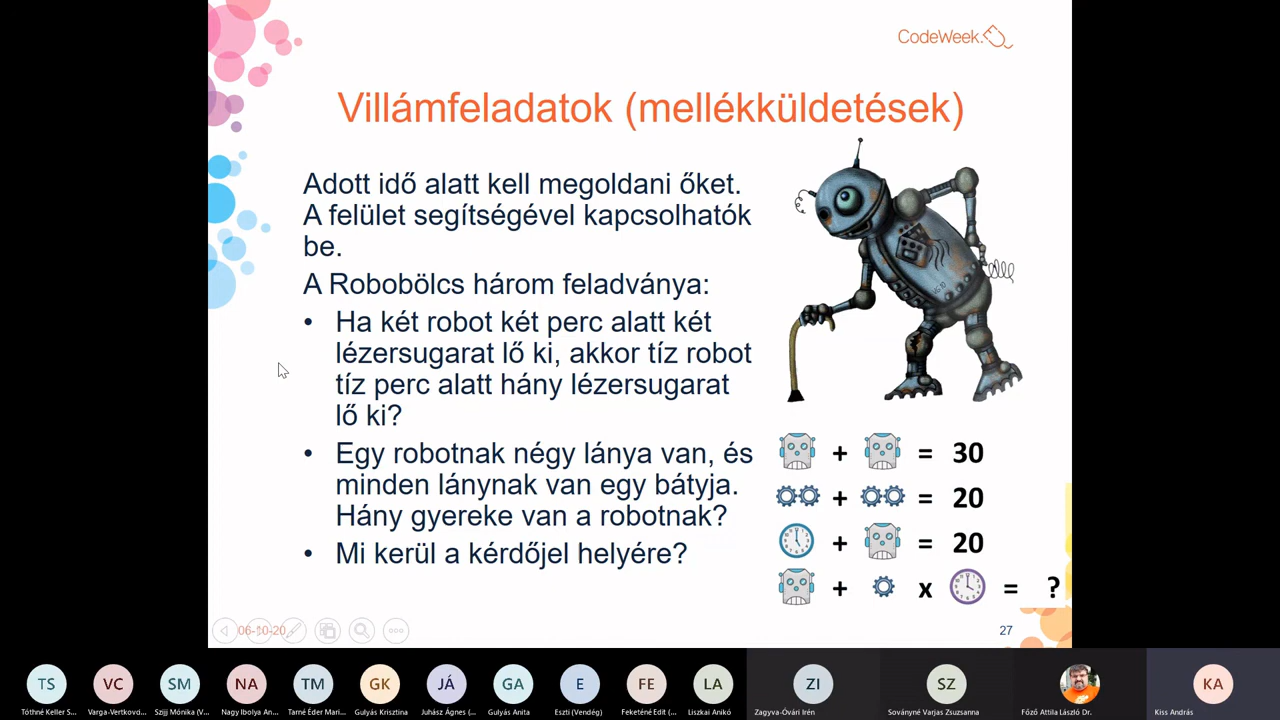 CodeWeek.
Villámfeladatok (mellékküldetések)
Adott idő alatt kell megoldani őket.
A felület segítségével kapcsolhatók
be.
A Robobölcs három feladványa:
• Ha két robot két perc alatt két
lézersugarat lő ki, akkor tíz robot
tíz perc alatt hány lézersugarat
lő ki?
• Egy robotnak négy lánya van, és
minden lánynak van egy bátyja.
Hány gyereke van a robotnak?
• Mi kerül a kérdőjel helyére?
+ = 30
+ = 20
+ = 20
+ x = ?
06-10-20
27
TS VC SM NA TM GK JÁ GA E FE LA ZI SZ KA
Tóthné Keller S... Varga-Vertkovc... Szijj Mónika (V... Nagy Ibolya An... Tarné Éder Mari... Gulyás Krisztina Juhász Ágnes (... Gulyás Anita Eszti (Vendég) Feketéné Edit (... Liszkai Anikó Zagyva-Óvári Irén Soványné Varjas Zsuzsanna Főző Attila László Dr. Kiss András